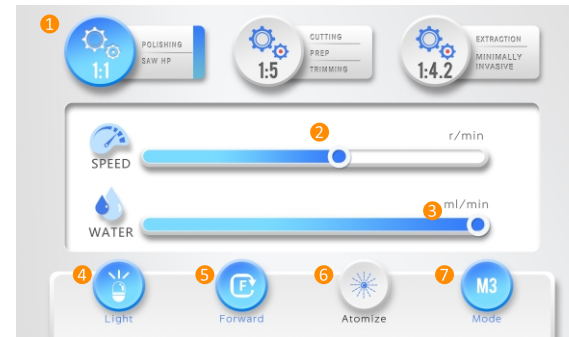 1
POLISHING
SAW HP
1:1
CUTTING
PREP
TRIMMING
1:5
EXTRACTION
MINIMALLY
INVASIVE
1:4.2
2
r/min
SPEED
3
ml/min
WATER
4
Light
5
F
Forward
6
Atomize
7
M3
Mode